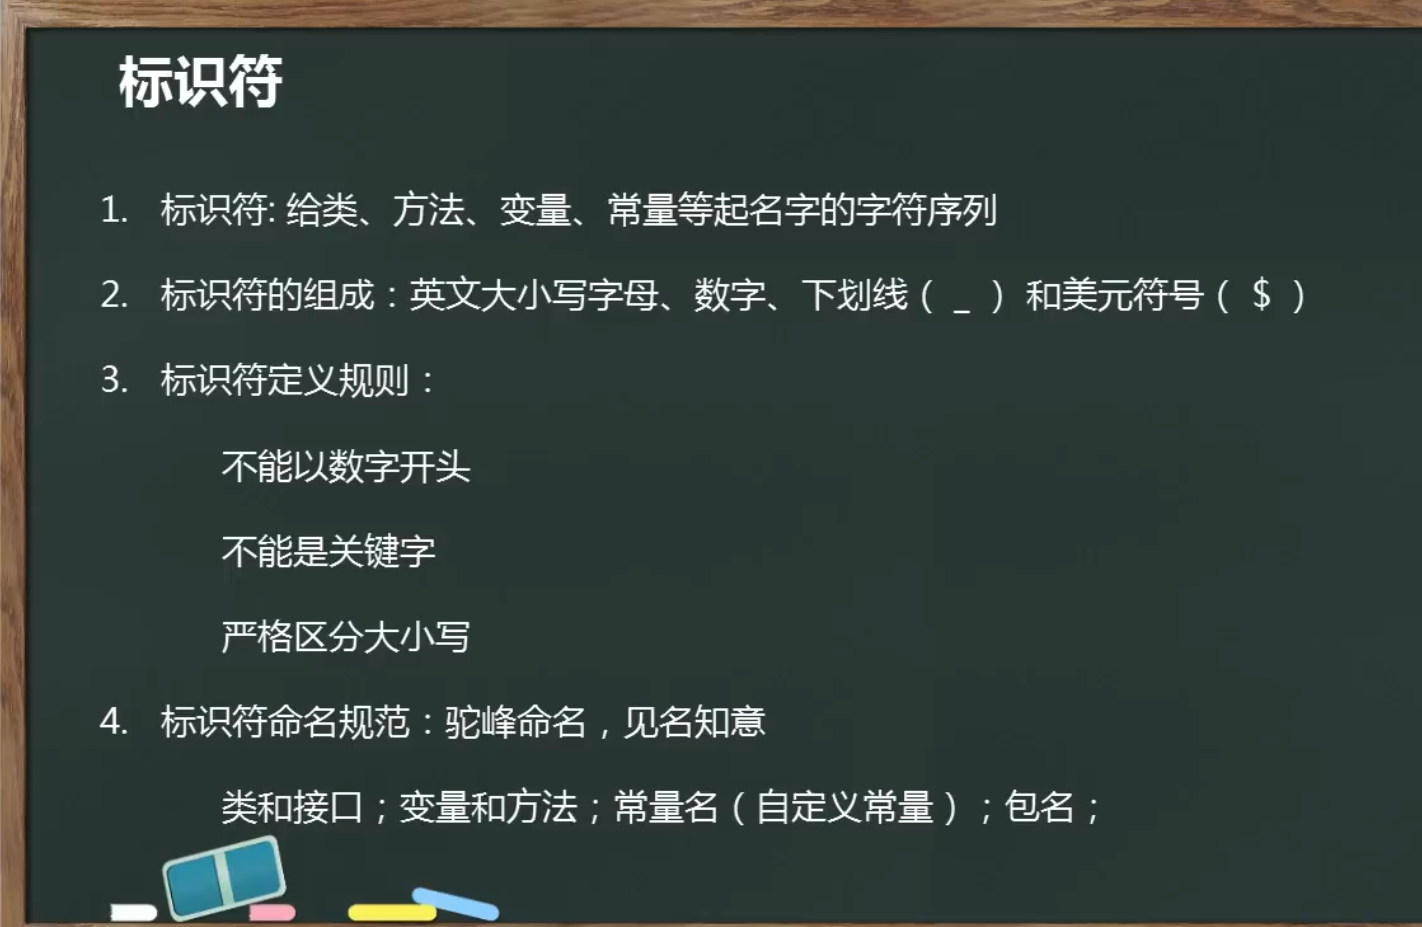 标识符
1. 标识符: 给类、方法、变量、常量等起名字的字符序列
2. 标识符的组成：英文大小写字母、数字、下划线（ _ ） 和美元符号（ $ ）
3. 标识符定义规则：
不能以数字开头
不能是关键字
严格区分大小写
4. 标识符命名规范：驼峰命名，见名知意
类和接口；变量和方法；常量名（自定义常量）；包名；